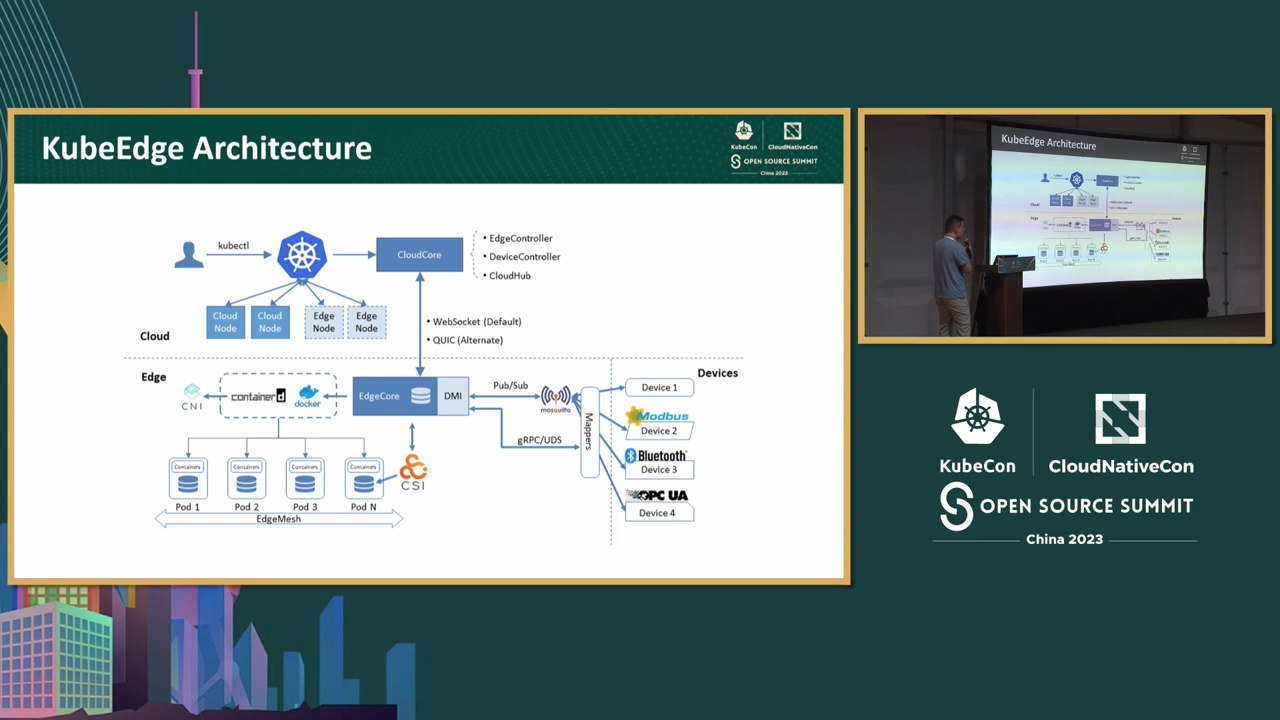 KubeEdge Architecture
KubeCon
CloudNativeCon
OPEN SOURCE SUMMIT
China 2023
kubectl
CloudCore
• EdgeController
• DeviceController
• CloudHub
Cloud Node
Cloud Node
Edge Node
Edge Node
Cloud
• WebSocket (Default)
• QUIC (Alternate)
Edge
Devices
CNI
containerd
docker
EdgeCore
DMI
Pub/Sub
mosquitto
gRPC/UDS
Mappers
Device 1
Modbus
Device 2
Bluetooth
Device 3
OPC UA
Device 4
Containers
Containers
Containers
Containers
CSI
Pod 1
Pod 2
Pod 3
Pod N
EdgeMesh
KubeEdge Architecture
KubeCon
CloudNativeCon
OPEN SOURCE SUMMIT
China 2023